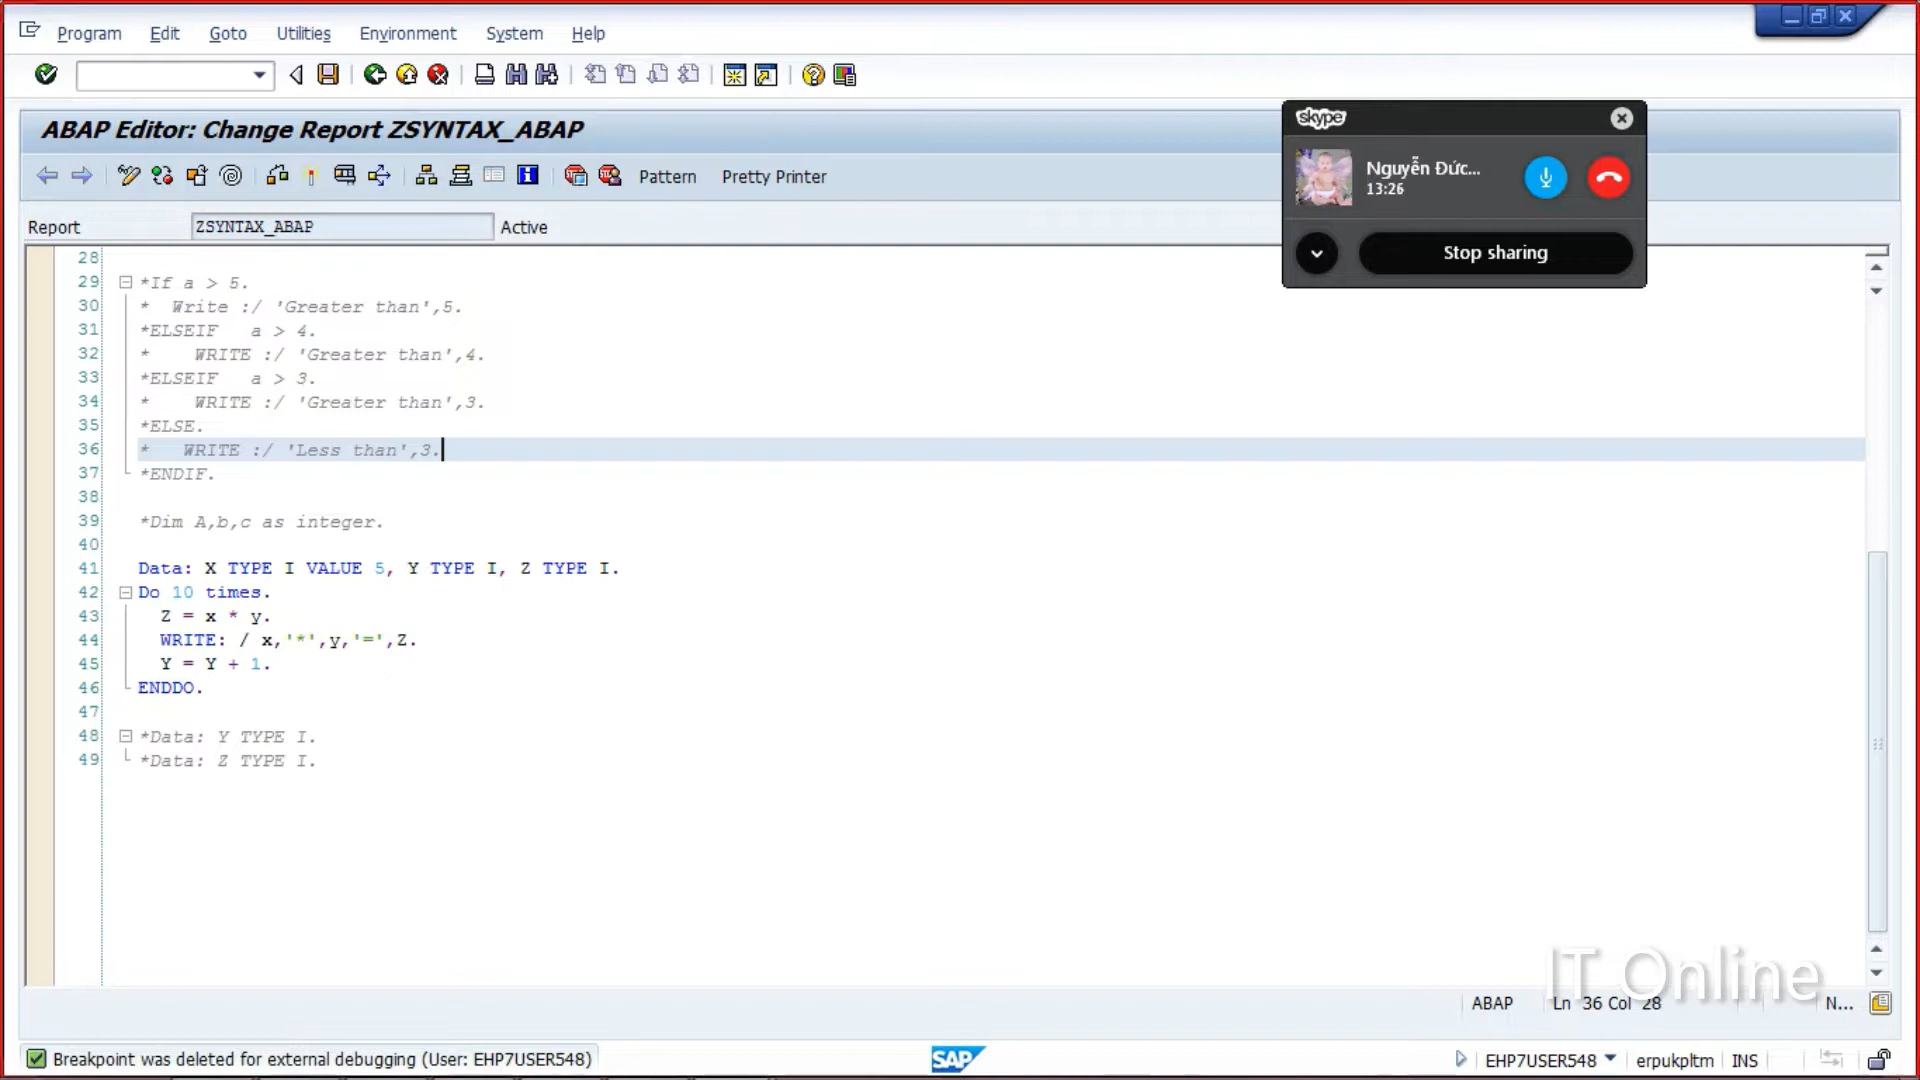 Program Edit Goto Utilities Environment System Help
ABAP Editor: Change Report ZSYNTAX_ABAP
Pattern Pretty Printer
Report ZSYNTAX_ABAP Active
skype
Nguyễn Đức...
13:26
Stop sharing
28
29 *If a > 5.
30 *  Write :/ 'Greater than',5.
31 *ELSEIF   a > 4.
32 *    WRITE :/ 'Greater than',4.
33 *ELSEIF   a > 3.
34 *    WRITE :/ 'Greater than',3.
35 *ELSE.
36 *   WRITE :/ 'Less than',3.
37 *ENDIF.
38
39 *Dim A,b,c as integer.
40
41 Data: X TYPE I VALUE 5, Y TYPE I, Z TYPE I.
42 Do 10 times.
43   Z = x * y.
44   WRITE: / x,'*',y,'=',Z.
45   Y = Y + 1.
46 ENDDO.
47
48 *Data: Y TYPE I.
49 *Data: Z TYPE I.
IT Online
ABAP Ln 36 Col 28 N...
Breakpoint was deleted for external debugging (User: EHP7USER548)
SAP
EHP7USER548 erpukpltm INS